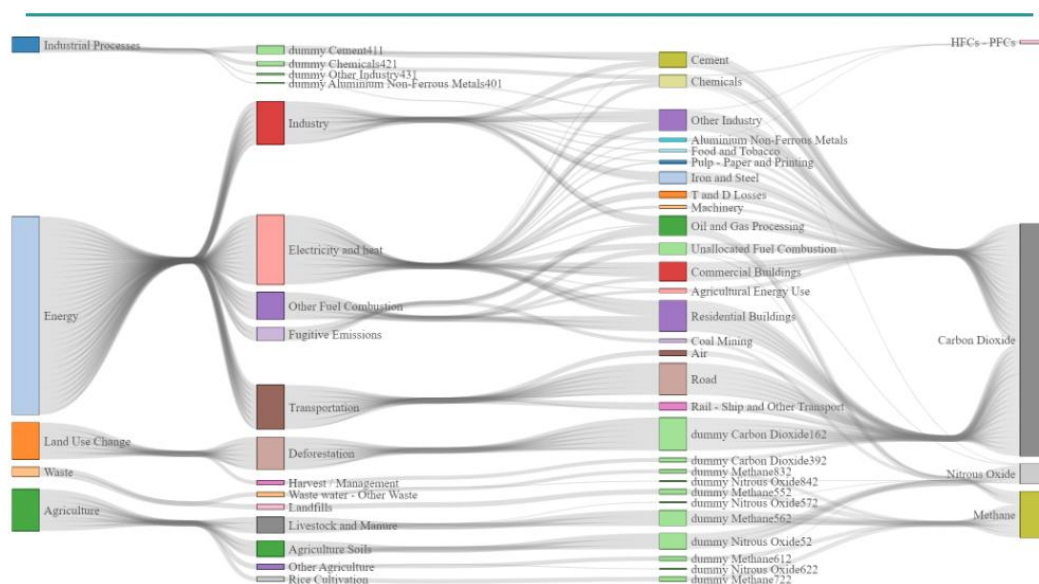 Industrial Processes
Energy
Land Use Change
Waste
Agriculture
dummy Cement411
dummy Chemicals421
dummy Other Industry431
dummy Aluminium Non-Ferrous Metals401
Industry
Electricity and heat
Other Fuel Combustion
Fugitive Emissions
Transportation
Deforestation
Harvest / Management
Waste water - Other Waste
Landfills
Livestock and Manure
Agriculture Soils
Other Agriculture
Rice Cultivation
Cement
Chemicals
Other Industry
Aluminium Non-Ferrous Metals
Food and Tobacco
Pulp - Paper and Printing
Iron and Steel
T and D Losses
Machinery
Oil and Gas Processing
Unallocated Fuel Combustion
Commercial Buildings
Agricultural Energy Use
Residential Buildings
Coal Mining
Air
Road
Rail - Ship and Other Transport
dummy Carbon Dioxide162
dummy Carbon Dioxide392
dummy Methane832
dummy Nitrous Oxide842
dummy Methane552
dummy Nitrous Oxide572
dummy Methane562
dummy Nitrous Oxide52
dummy Methane612
dummy Nitrous Oxide622
dummy Methane722
HFCs - PFCs
Carbon Dioxide
Nitrous Oxide
Methane